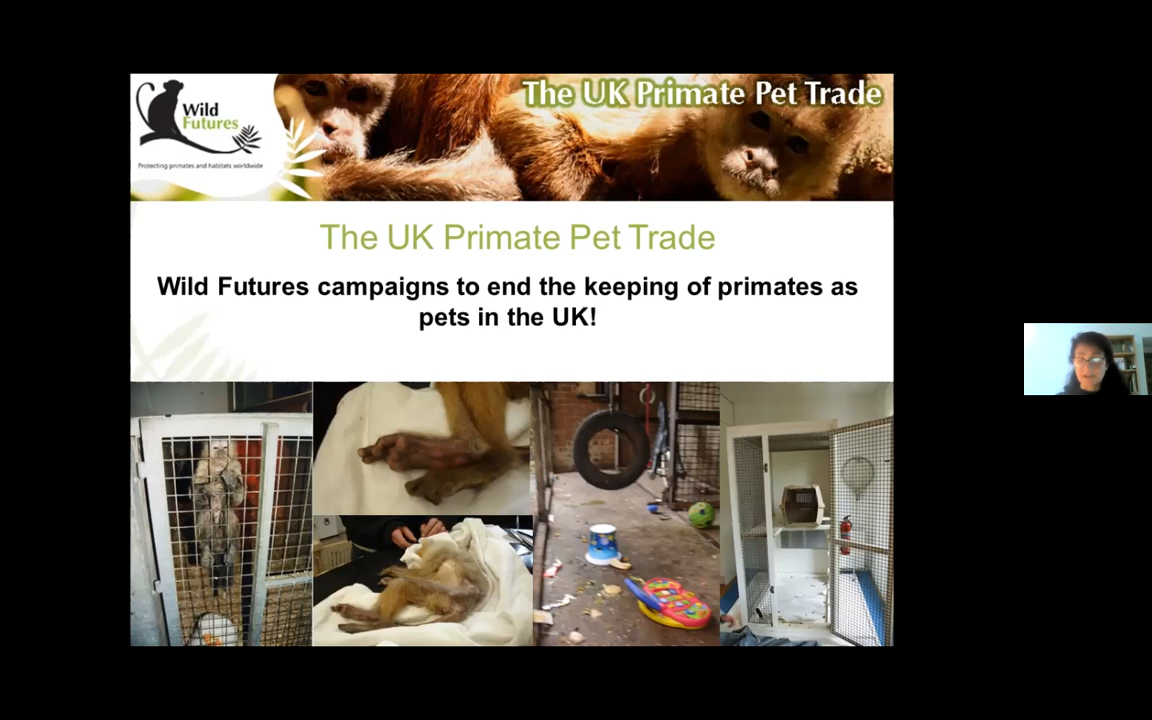 Wild
Futures
Protecting primates and habitats worldwide
The UK Primate Pet Trade
The UK Primate Pet Trade
Wild Futures campaigns to end the keeping of primates as
pets in the UK!